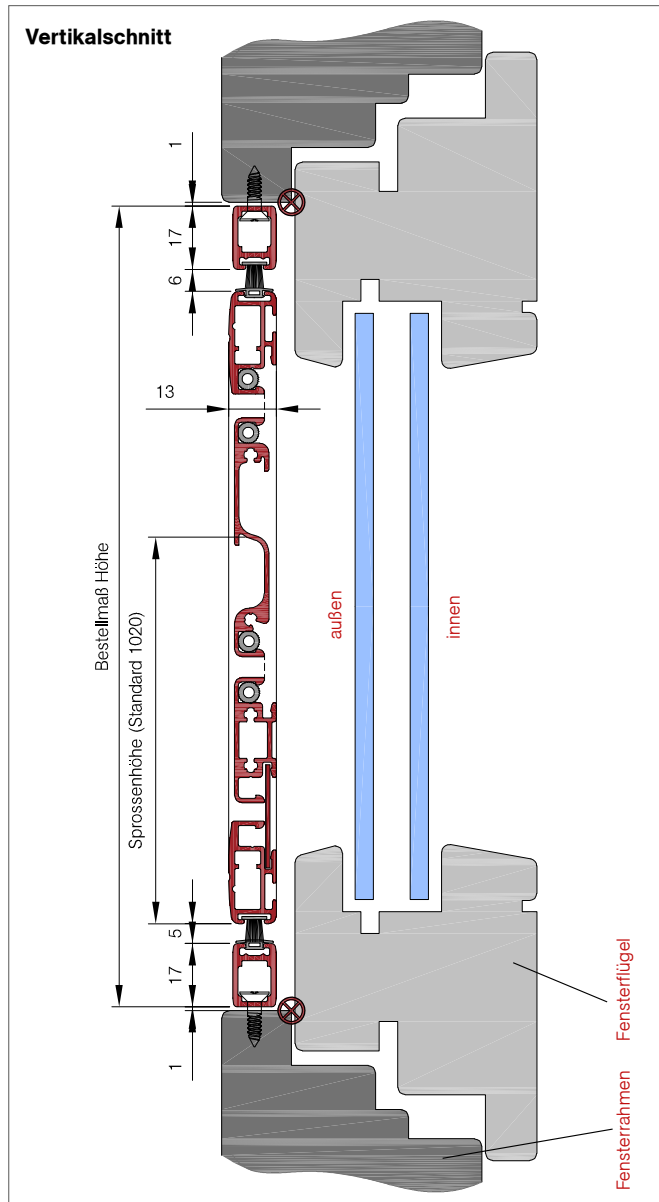 Vertikalschnitt
1
17
6
13
Bestellmaß Höhe
Sprossenhöhe (Standard 1020)
außen
innen
5
17
1
Fensterflügel
Fensterrahmen